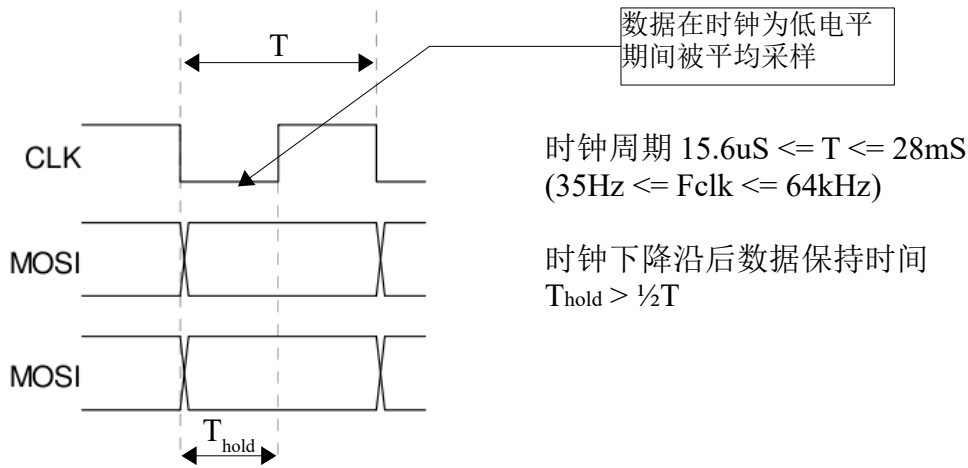 数据在时钟为低电平
期间被平均采样
T
CLK
时钟周期 15.6uS <= T <= 28mS
(35Hz <= Fclk <= 64kHz)
MOSI
时钟下降沿后数据保持时间
Thold > ½T
MOSI
Thold